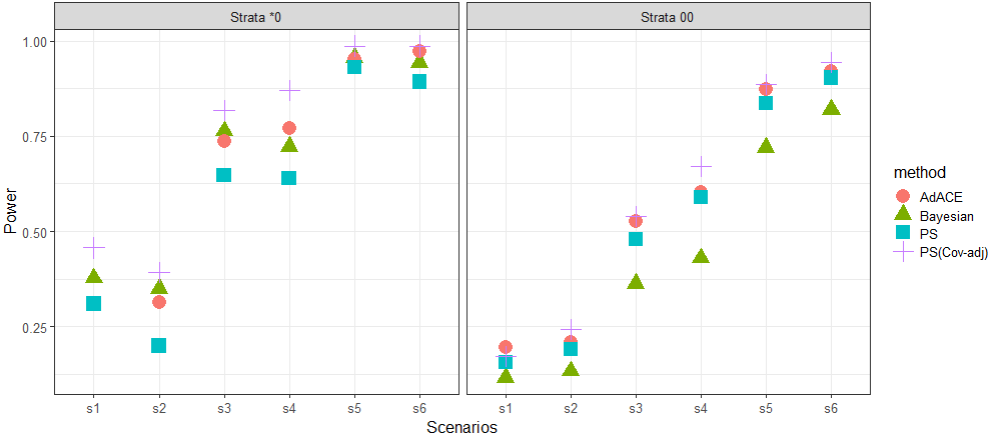 Strata *0
Strata 00
1.00
0.75
0.50
0.25
Power
s1 s2 s3 s4 s5 s6
s1 s2 s3 s4 s5 s6
Scenarios
method
AdACE
Bayesian
PS
PS(Cov-adj)